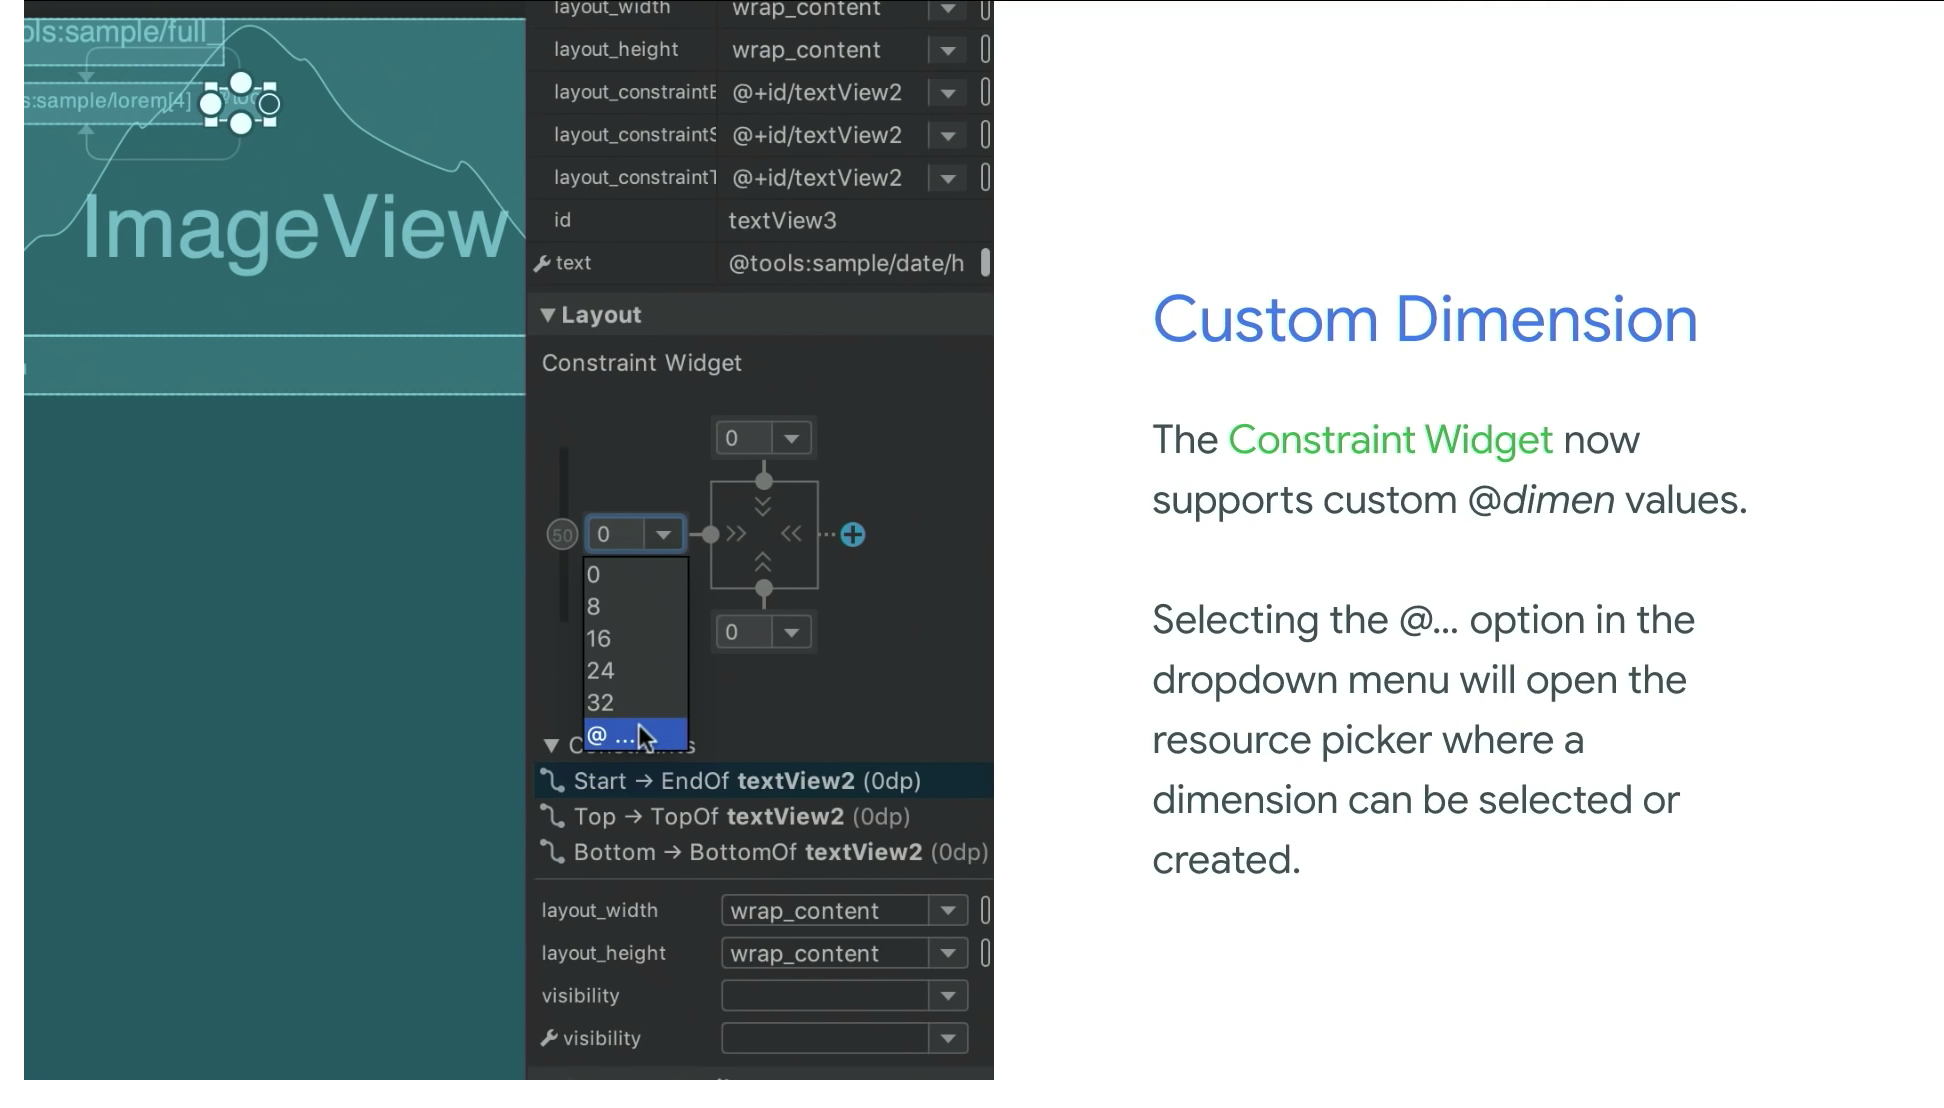 ols:sample/full_
s:sample/lorem[4]
ImageView
layout_width wrap_content
layout_height wrap_content
layout_constraintB @+id/textView2
layout_constraintS @+id/textView2
layout_constraintT @+id/textView2
id textView3
text @tools:sample/date/h
Layout
Constraint Widget
0
50 0
0
8
16
24
32
@ ...
0
Constraints
Start → EndOf textView2 (0dp)
Top → TopOf textView2 (0dp)
Bottom → BottomOf textView2 (0dp)
layout_width wrap_content
layout_height wrap_content
visibility
visibility
Custom Dimension
The Constraint Widget now
supports custom @dimen values.
Selecting the @... option in the
dropdown menu will open the
resource picker where a
dimension can be selected or
created.